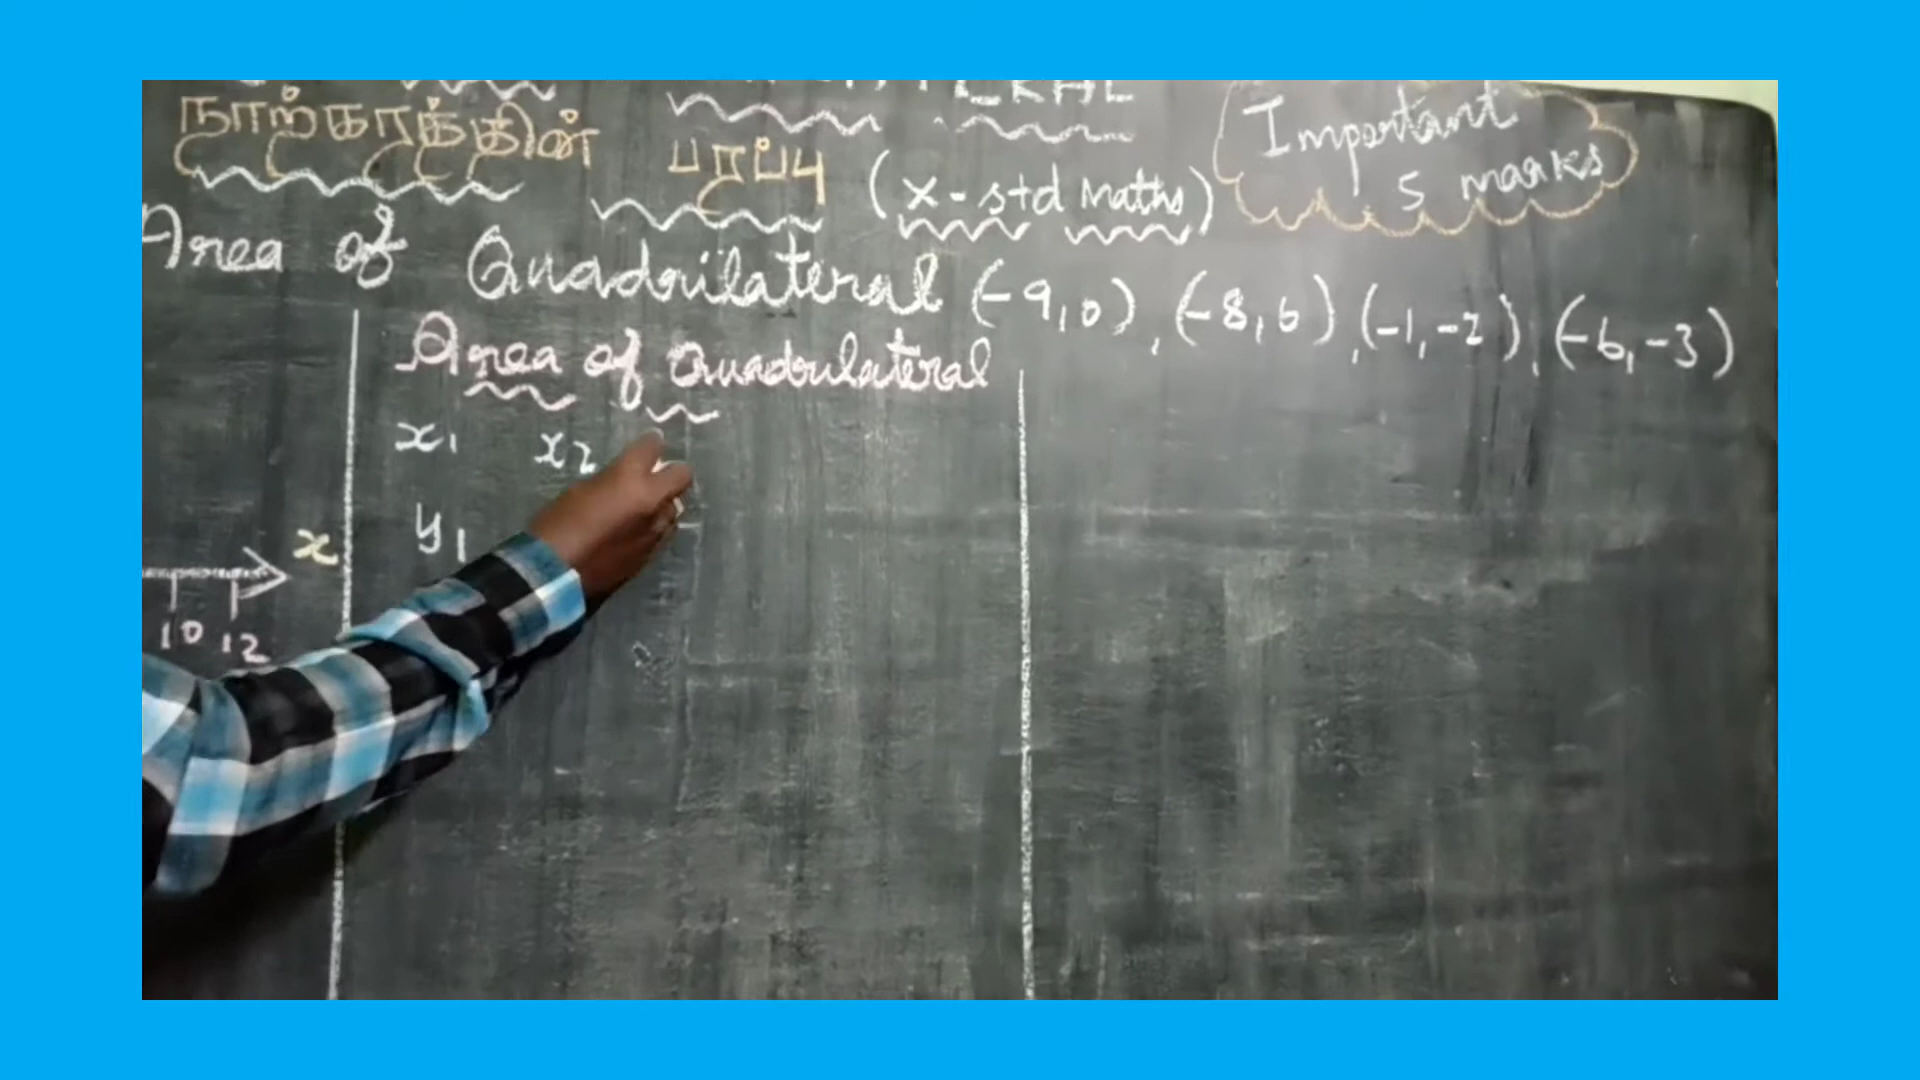 நாற்கரத்தின் பரப்பு (x-std Maths)
Important
5 marks
Area of Quadrilateral (-9,0), (-8,6), (-1,-2), (-6,-3)
Area of Quadrilateral
x1 x2
y1
x
10 12